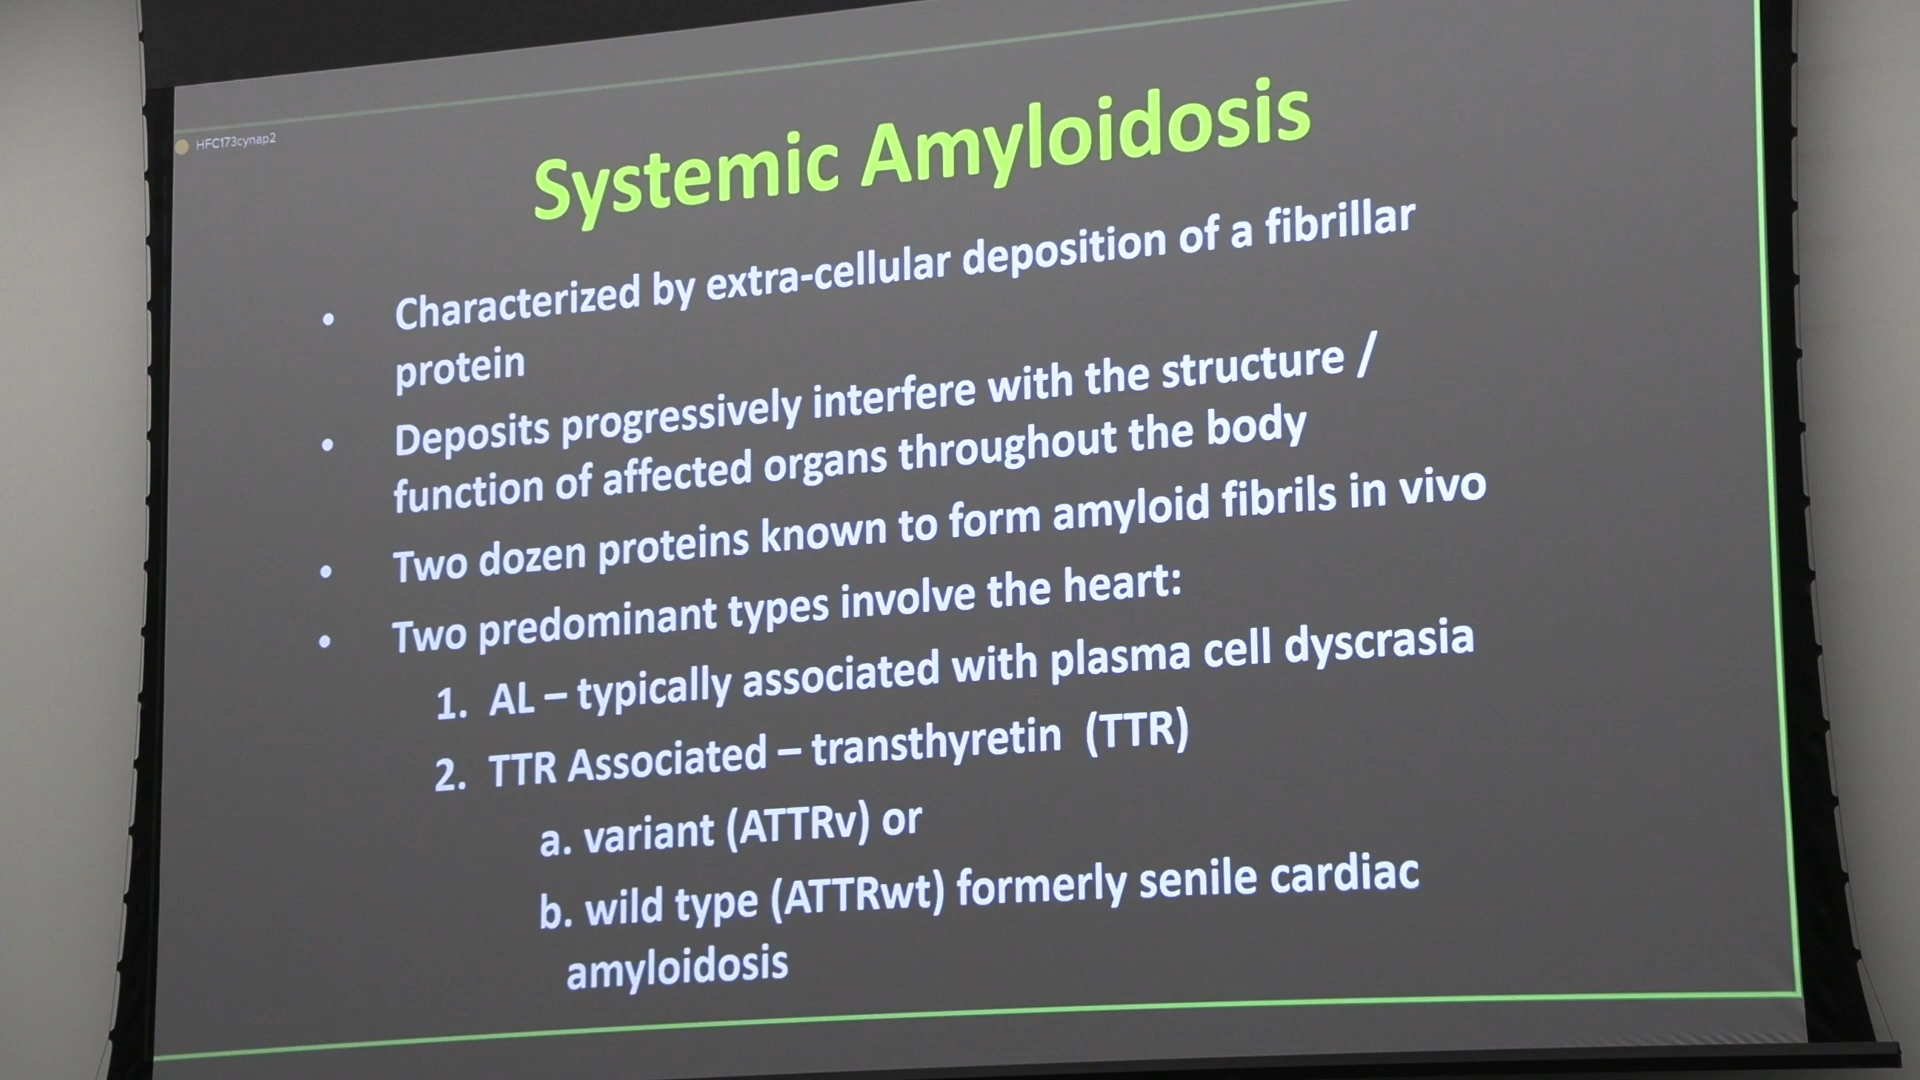 HFC173cynap2
Systemic Amyloidosis
• Characterized by extra-cellular deposition of a fibrillar
protein
• Deposits progressively interfere with the structure /
function of affected organs throughout the body
• Two dozen proteins known to form amyloid fibrils in vivo
• Two predominant types involve the heart:
1. AL – typically associated with plasma cell dyscrasia
2. TTR Associated – transthyretin (TTR)
a. variant (ATTRv) or
b. wild type (ATTRwt) formerly senile cardiac
amyloidosis